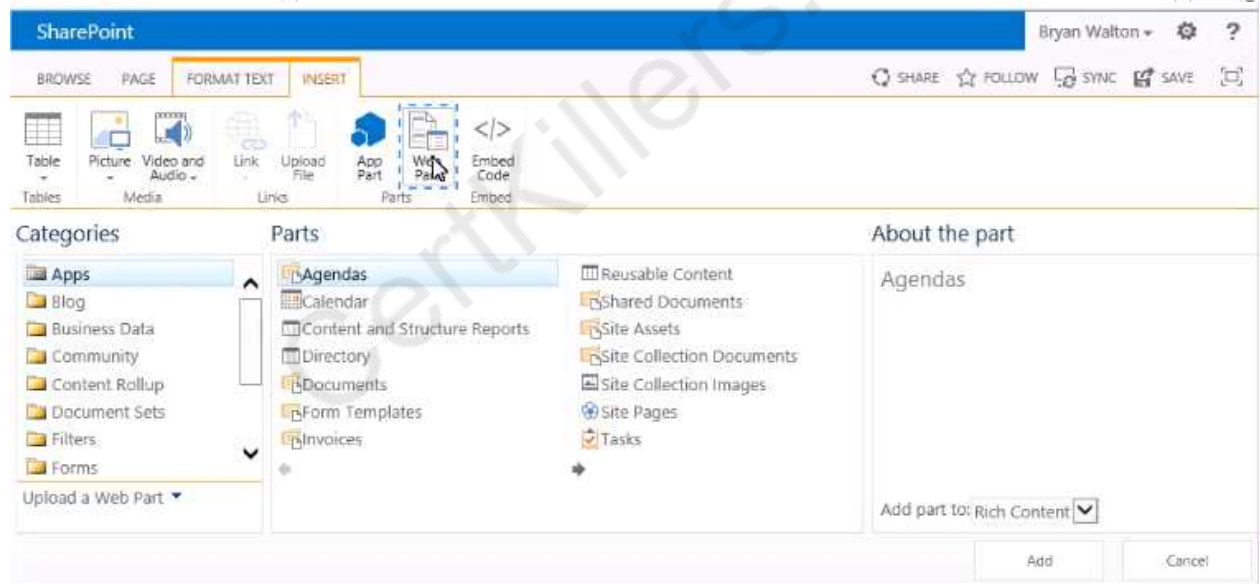 SharePoint
Bryan Walton
?
BROWSE PAGE FORMAT TEXT INSERT
SHARE FOLLOW SYNC SAVE
Table Picture Video and Audio Link Upload File App Part Web Part Embed Code
Tables Media Links Parts Embed
Categories
Apps
Blog
Business Data
Community
Content Rollup
Document Sets
Filters
Forms
Upload a Web Part
Parts
Agendas
Calendar
Content and Structure Reports
Directory
Documents
Form Templates
Invoices
Reusable Content
Shared Documents
Site Assets
Site Collection Documents
Site Collection Images
Site Pages
Tasks
About the part
Agendas
Add part to: Rich Content
Add Cancel
CertKillers.